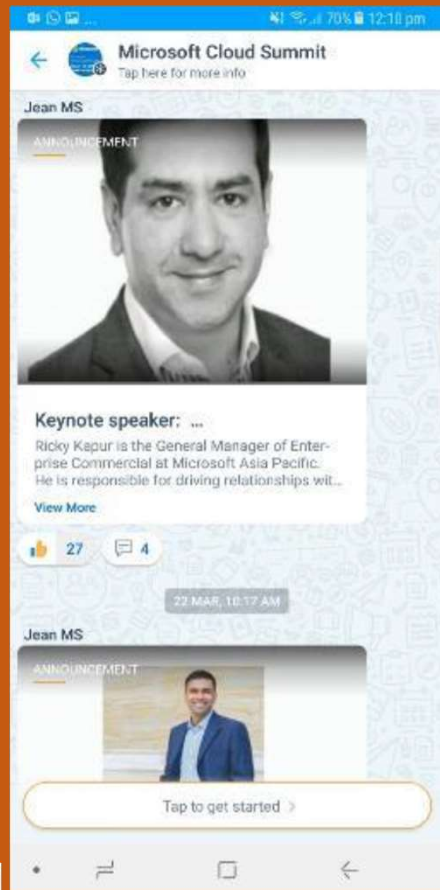 70% 12:18 pm
Microsoft Cloud Summit
Tap here for more info
Jean MS
ANNOUNCEMENT
Keynote speaker: ...
Ricky Kapur is the General Manager of Enter-
prise Commercial at Microsoft Asia Pacific.
He is responsible for driving relationships wit...
View More
27 4
22 MAR, 10:17 AM
Jean MS
ANNOUNCEMENT
Tap to get started >